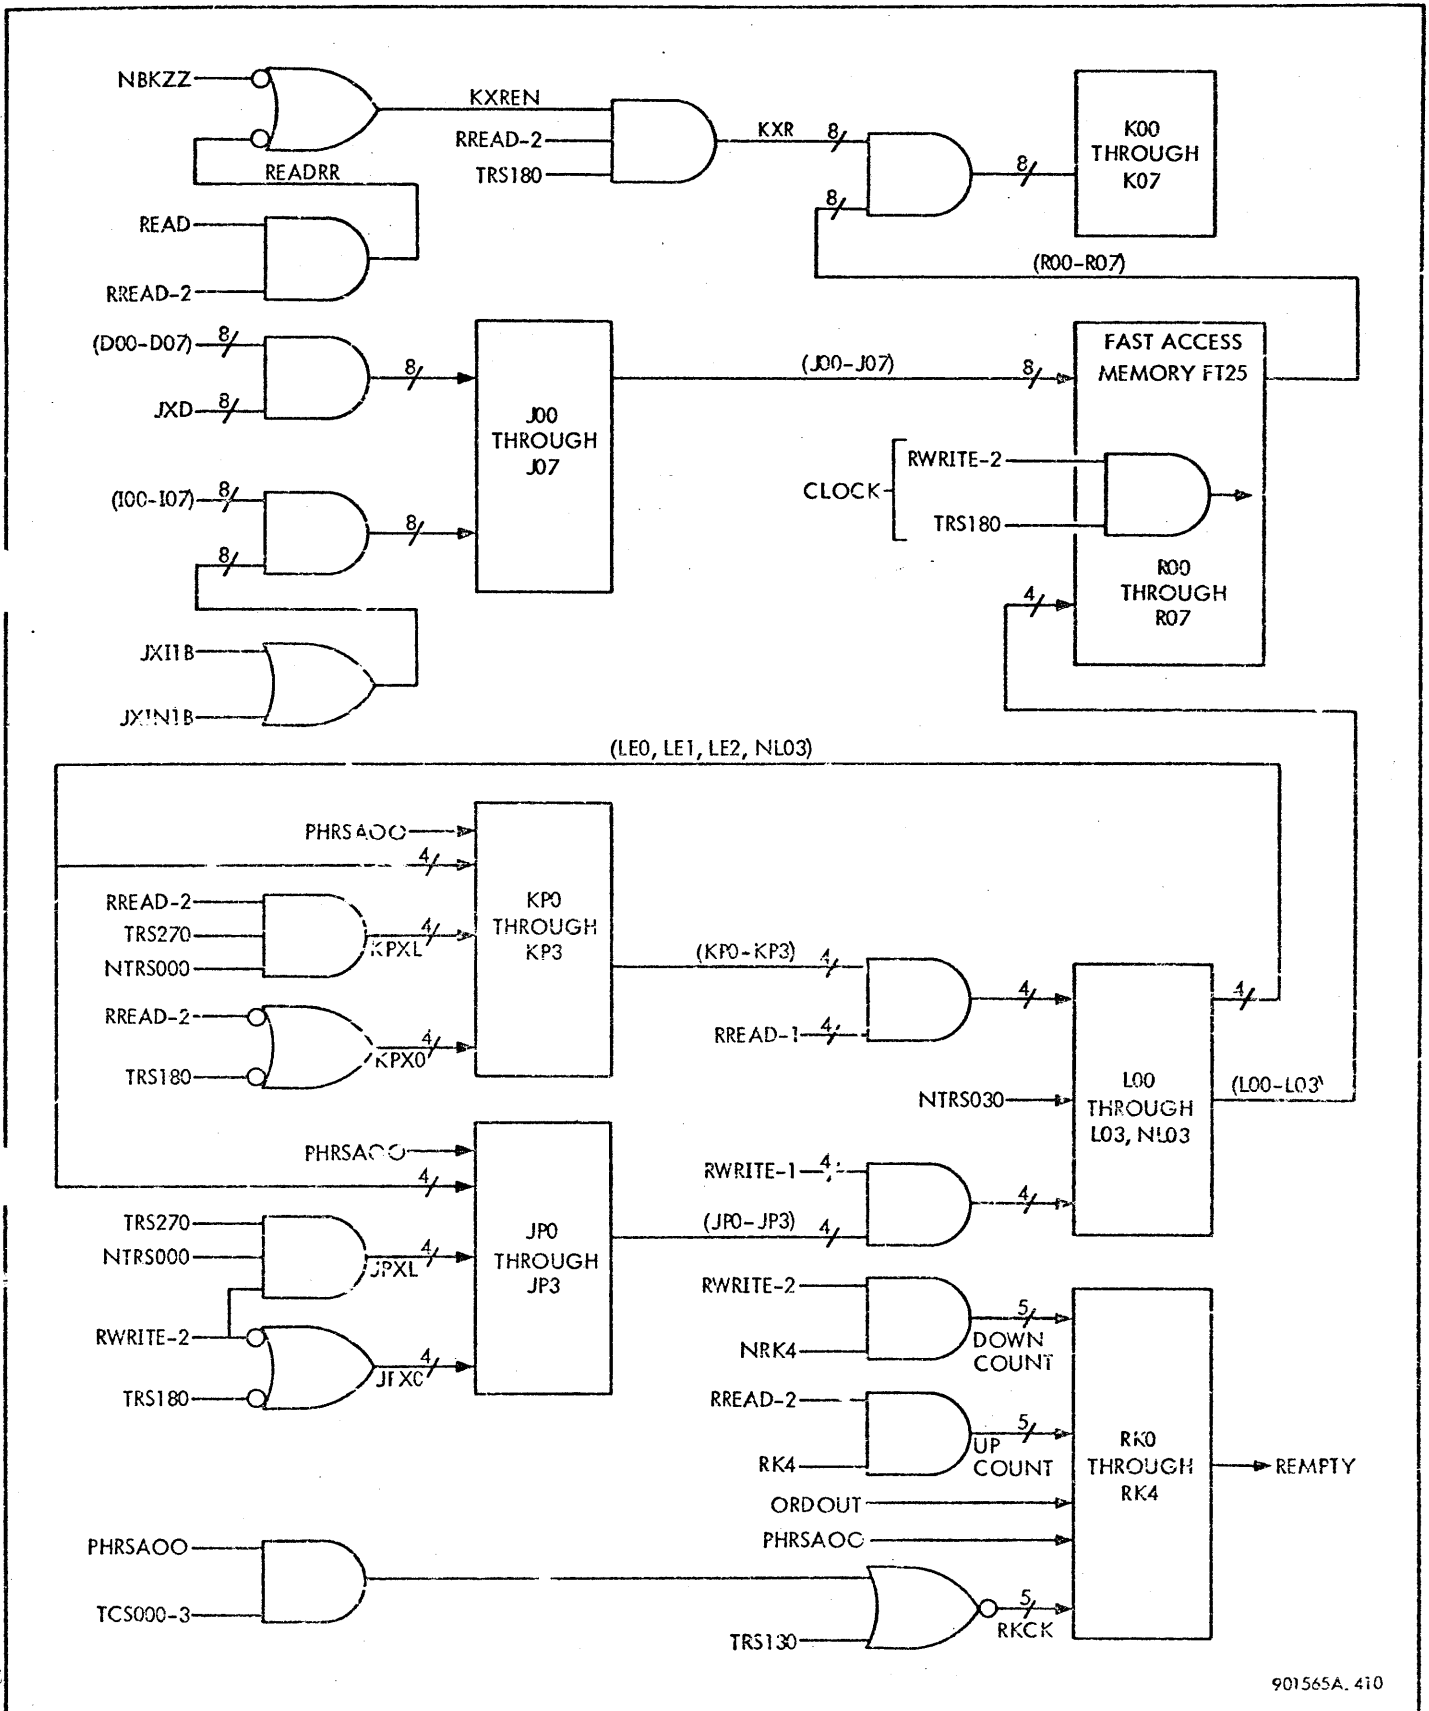 NBKZZ
KXREN
RREAD-2
TRS180
KXR
8
8
8
K00
THROUGH
K07
READRR
READ
RREAD-2
(R00-R07)
(D00-D07)
8
JXD
8
8
J00
THROUGH
J07
(J00-J07)
8
FAST ACCESS
MEMORY FT25
(I00-I07)
8
8
8
CLOCK
RWRITE-2
TRS180
R00
THROUGH
R07
4
JXI1B
JXIN1B
(LE0, LE1, LE2, NL03)
PHRSAOO
4
RREAD-2
TRS270
NTRS000
4
KPXL
RREAD-2
TRS180
4
KPX0
KP0
THROUGH
KP3
(KP0-KP3)
4
RREAD-1
4
4
NTRS030
L00
THROUGH
L03, NL03
4
(L00-L03)
PHRSAOO
4
TRS270
NTRS000
4
JPXL
RWRITE-2
TRS180
4
JPX0
JP0
THROUGH
JP3
RWRITE-1
4
(JP0-JP3)
4
4
RWRITE-2
NRK4
5
DOWN
COUNT
RREAD-2
RK4
5
UP
COUNT
ORDOUT
PHRSAOO
RK0
THROUGH
RK4
REMPTY
PHRSAOO
TCS000-3
TRS130
5
RKCK
901565A. 410